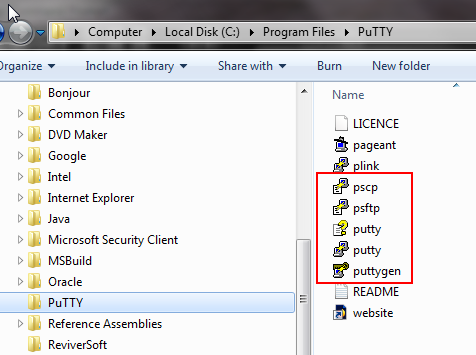 Computer Local Disk (C:) Program Files PuTTY
Organize Include in library Share with Burn New folder
Bonjour
Common Files
DVD Maker
Google
Intel
Internet Explorer
Java
Microsoft Security Client
MSBuild
Oracle
PuTTY
Reference Assemblies
ReviverSoft
Name
LICENCE
pageant
plink
pscp
psftp
putty
putty
puttygen
README
website